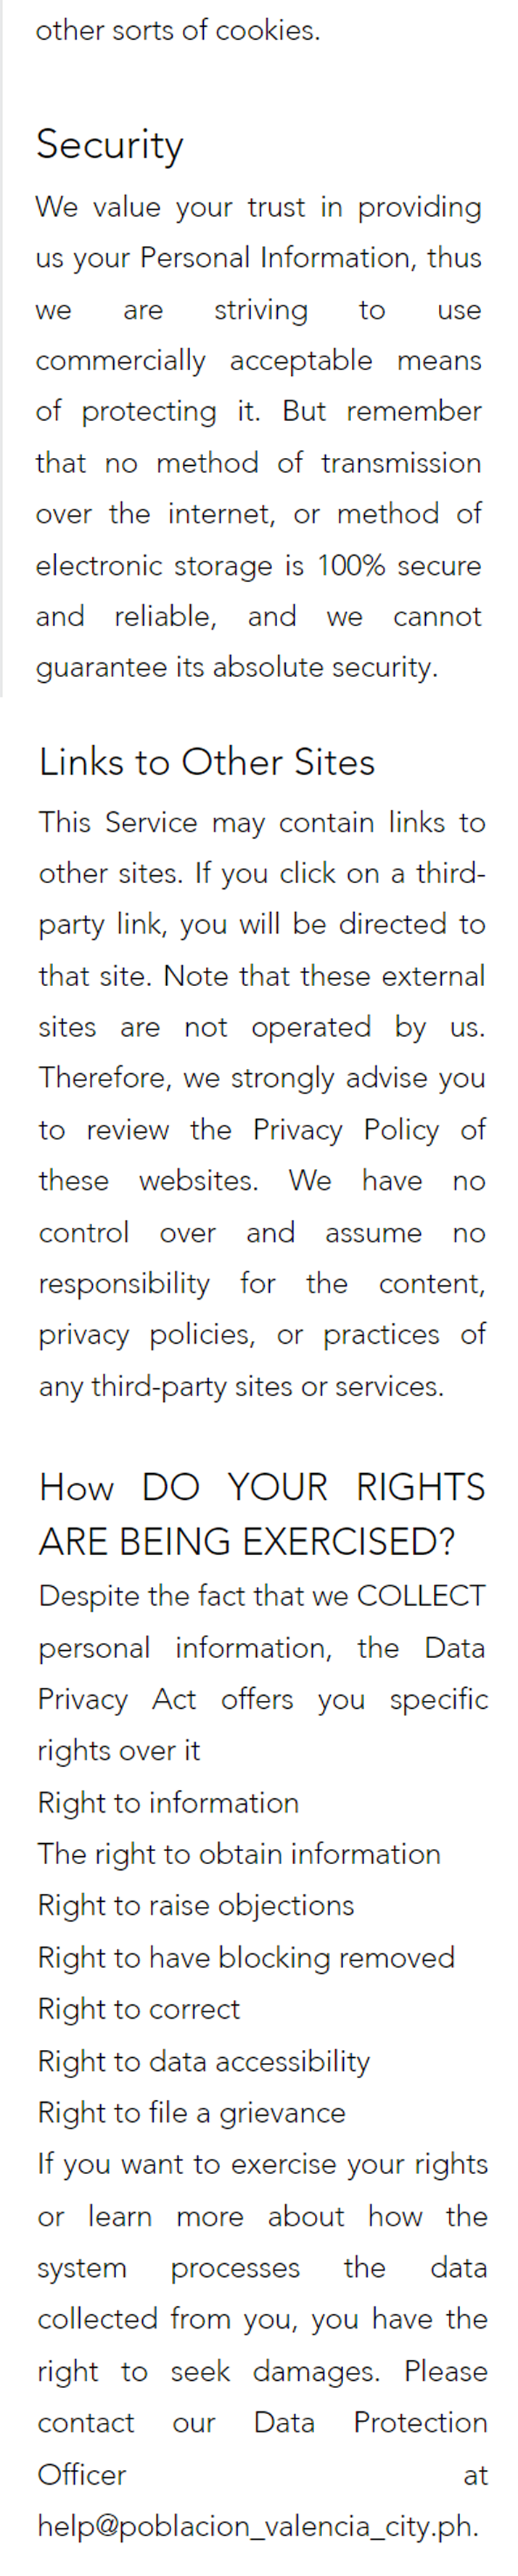 other sorts of cookies.
Security
We value your trust in providing
us your Personal Information, thus
we are striving to use
commercially acceptable means
of protecting it. But remember
that no method of transmission
over the internet, or method of
electronic storage is 100% secure
and reliable, and we cannot
guarantee its absolute security.
Links to Other Sites
This Service may contain links to
other sites. If you click on a third-
party link, you will be directed to
that site. Note that these external
sites are not operated by us.
Therefore, we strongly advise you
to review the Privacy Policy of
these websites. We have no
control over and assume no
responsibility for the content,
privacy policies, or practices of
any third-party sites or services.
How DO YOUR RIGHTS
ARE BEING EXERCISED?
Despite the fact that we COLLECT
personal information, the Data
Privacy Act offers you specific
rights over it
Right to information
The right to obtain information
Right to raise objections
Right to have blocking removed
Right to correct
Right to data accessibility
Right to file a grievance
If you want to exercise your rights
or learn more about how the
system processes the data
collected from you, you have the
right to seek damages. Please
contact our Data Protection
Officer at
help@poblacion_valencia_city.ph.